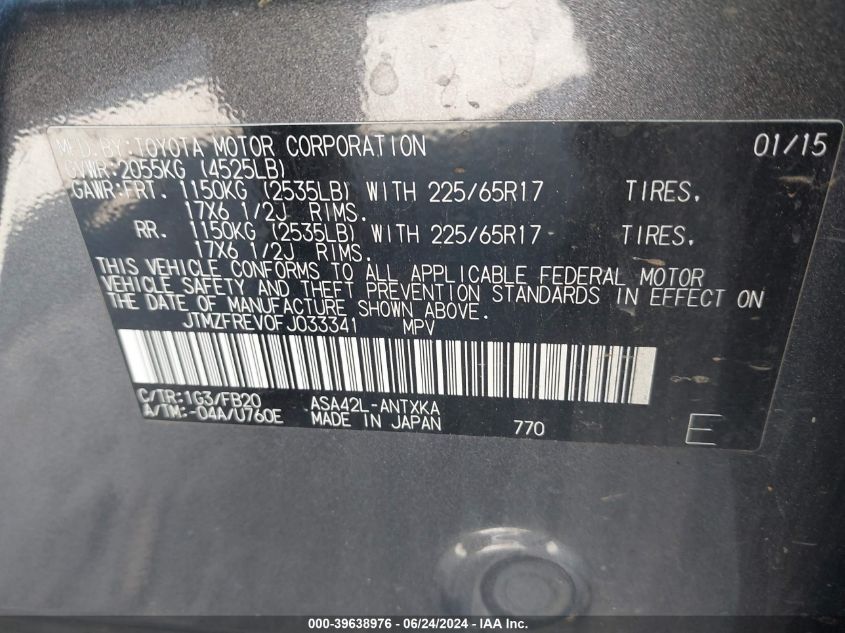 MFD.BY:TOYOTA MOTOR CORPORATION 01/15
GVWR:2055KG (4525LB)
GAWR:FRT. 1150KG (2535LB) WITH 225/65R17 TIRES,
17X6 1/2J RIMS.
RR. 1150KG (2535LB) WITH 225/65R17 TIRES,
17X6 1/2J RIMS.
THIS VEHICLE CONFORMS TO ALL APPLICABLE FEDERAL MOTOR
VEHICLE SAFETY AND THEFT PREVENTION STANDARDS IN EFFECT ON
THE DATE OF MANUFACTURE SHOWN ABOVE.
JTMZFREV0FJ033341 MPV
C/TR:1G3/FB20 ASA42L-ANTXKA
A/TM:-04A/U760E MADE IN JAPAN 770 E
000-39638976 / 06/24/2024 - IAA Inc.